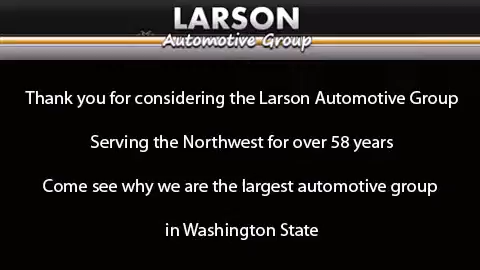 LARSON
Automotive Group
Thank you for considering the Larson Automotive Group
Serving the Northwest for over 58 years
Come see why we are the largest automotive group
in Washington State